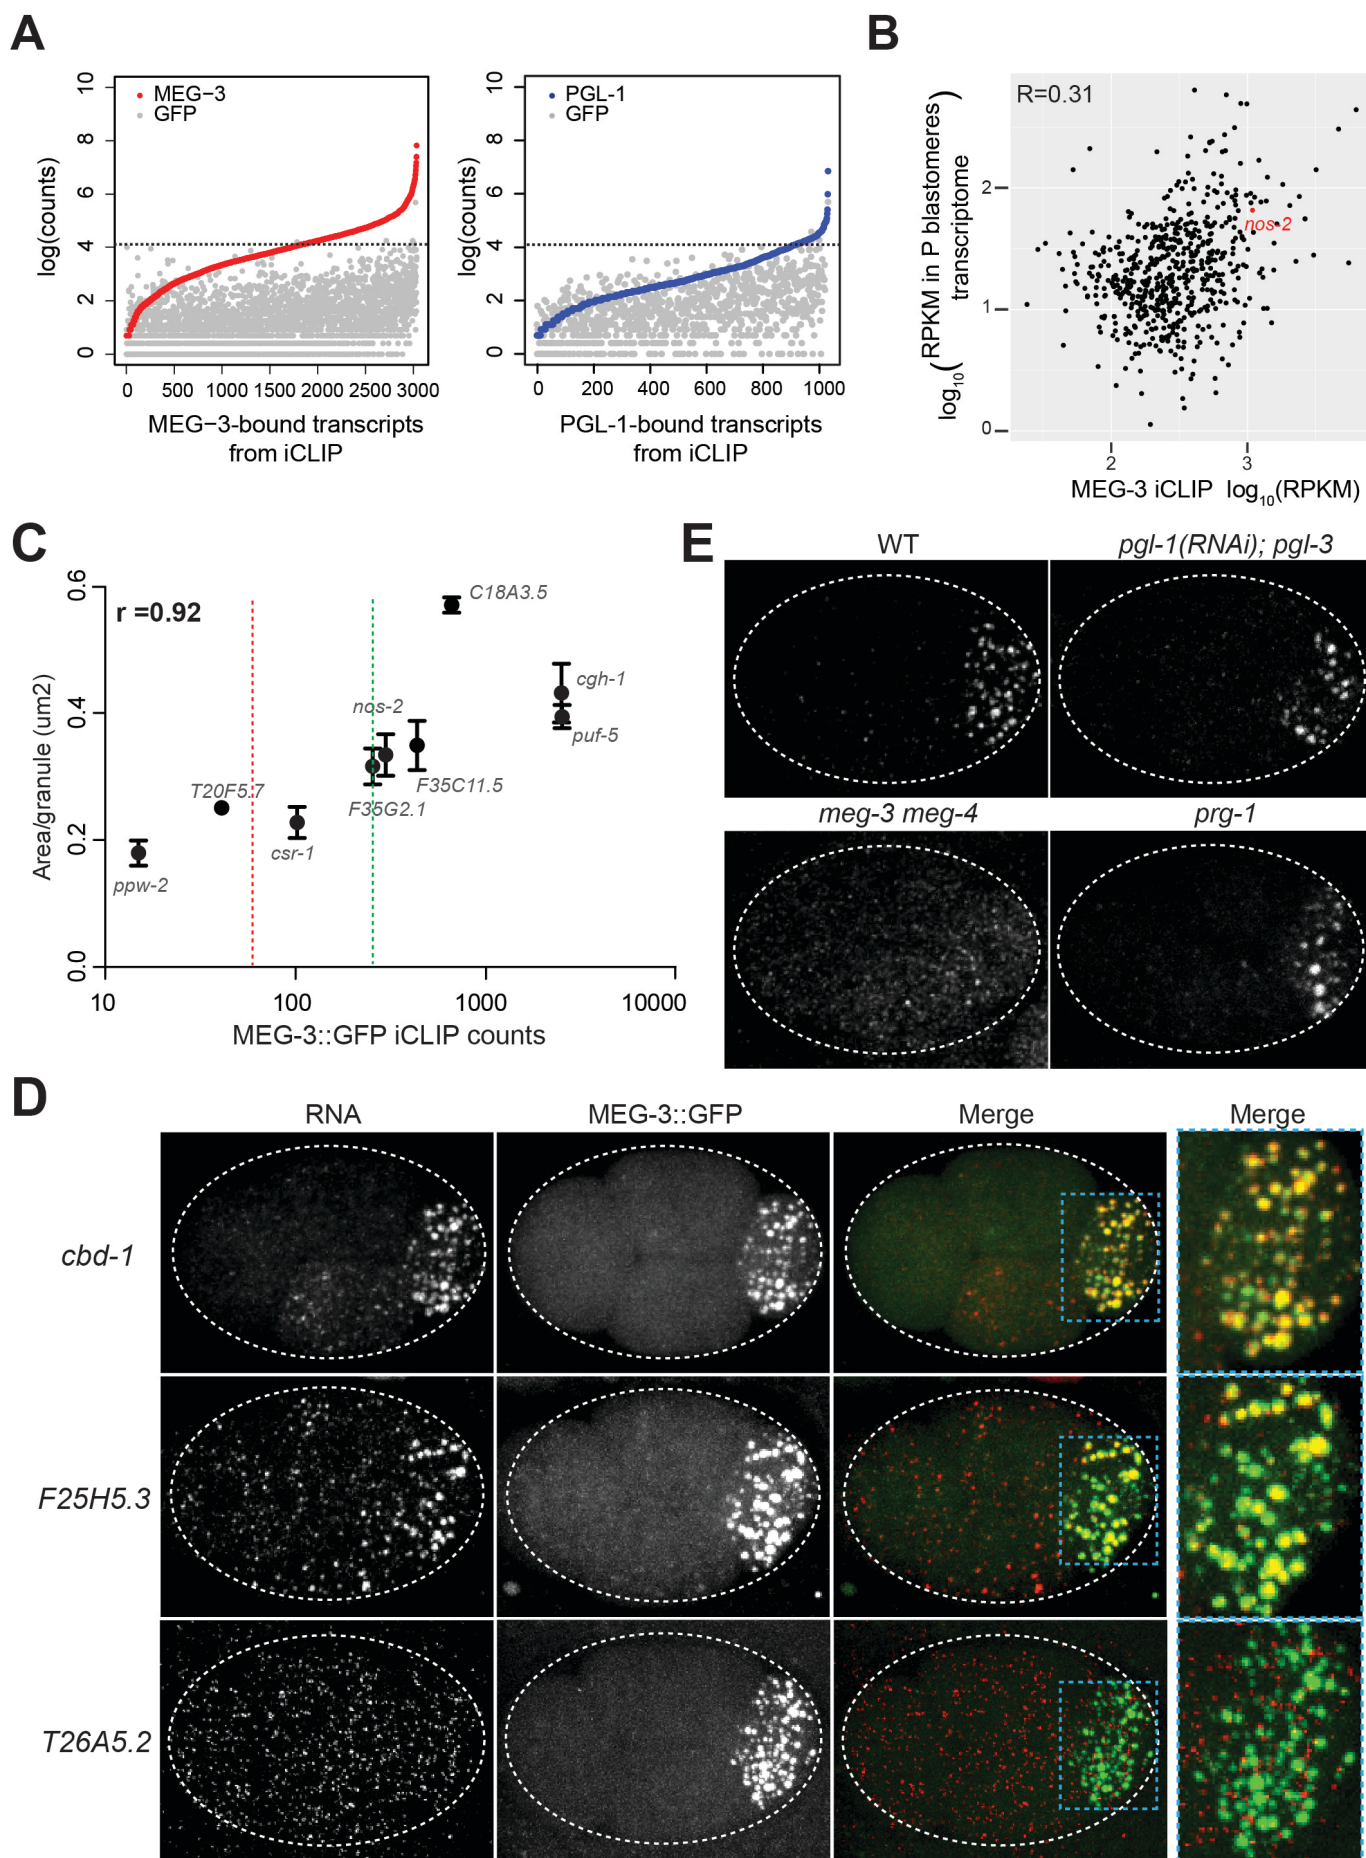 A
MEG−3
GFP
log(counts)
10
8
6
4
2
0
0
500
1000
2000
3000
MEG−3-bound transcripts
from iCLIP
PGL-1
GFP
log(counts)
10
8
6
4
2
0
0
200
400
600
800
1000
PGL-1-bound transcripts
from iCLIP
B
R=0.31
nos-2
log10(RPKM in P blastomeres
transcriptome)
2
1
0
2
3
MEG-3 iCLIP log10(RPKM)
C
r =0.92
Area/granule (um2)
0.6
0.4
0.2
0.0
C18A3.5
cgh-1
nos-2
puf-5
T20F5.7
F35C11.5
F35G2.1
csr-1
ppw-2
10
100
1000
10000
MEG-3::GFP iCLIP counts
E
WT
pgl-1(RNAi); pgl-3
meg-3 meg-4
prg-1
D
RNA
MEG-3::GFP
Merge
Merge
cbd-1
F25H5.3
T26A5.2